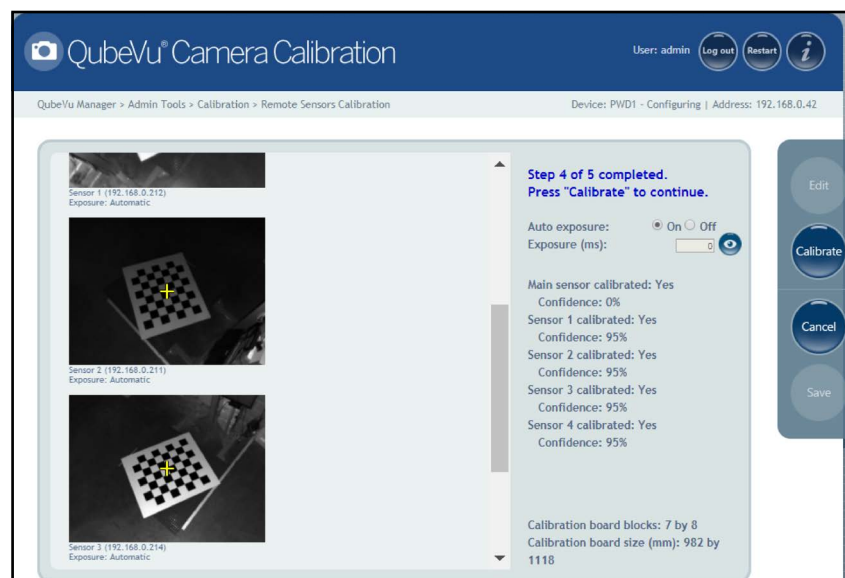 QubeVu® Camera Calibration
User: admin
Log out
Restart
i
QubeVu Manager > Admin Tools > Calibration > Remote Sensors Calibration
Device: PWD1 - Configuring | Address: 192.168.0.42
Sensor 1 (192.168.0.212)
Exposure: Automatic
Sensor 2 (192.168.0.211)
Exposure: Automatic
Sensor 3 (192.168.0.214)
Exposure: Automatic
Step 4 of 5 completed.
Press "Calibrate" to continue.
Auto exposure: On Off
Exposure (ms): 0
Main sensor calibrated: Yes
Confidence: 0%
Sensor 1 calibrated: Yes
Confidence: 95%
Sensor 2 calibrated: Yes
Confidence: 95%
Sensor 3 calibrated: Yes
Confidence: 95%
Sensor 4 calibrated: Yes
Confidence: 95%
Calibration board blocks: 7 by 8
Calibration board size (mm): 982 by
1118
Edit
Calibrate
Cancel
Save